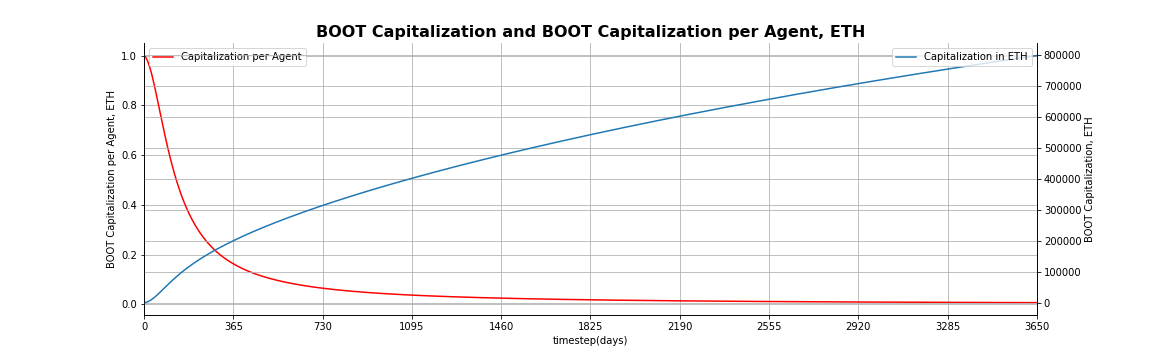 BOOT Capitalization and BOOT Capitalization per Agent, ETH
Capitalization per Agent
Capitalization in ETH
BOOT Capitalization per Agent, ETH
1.0
0.8
0.6
0.4
0.2
0.0
800000
700000
600000
500000
400000
300000
200000
100000
0
BOOT Capitalization, ETH
0 365 730 1095 1460 1825 2190 2555 2920 3285 3650
timestep(days)